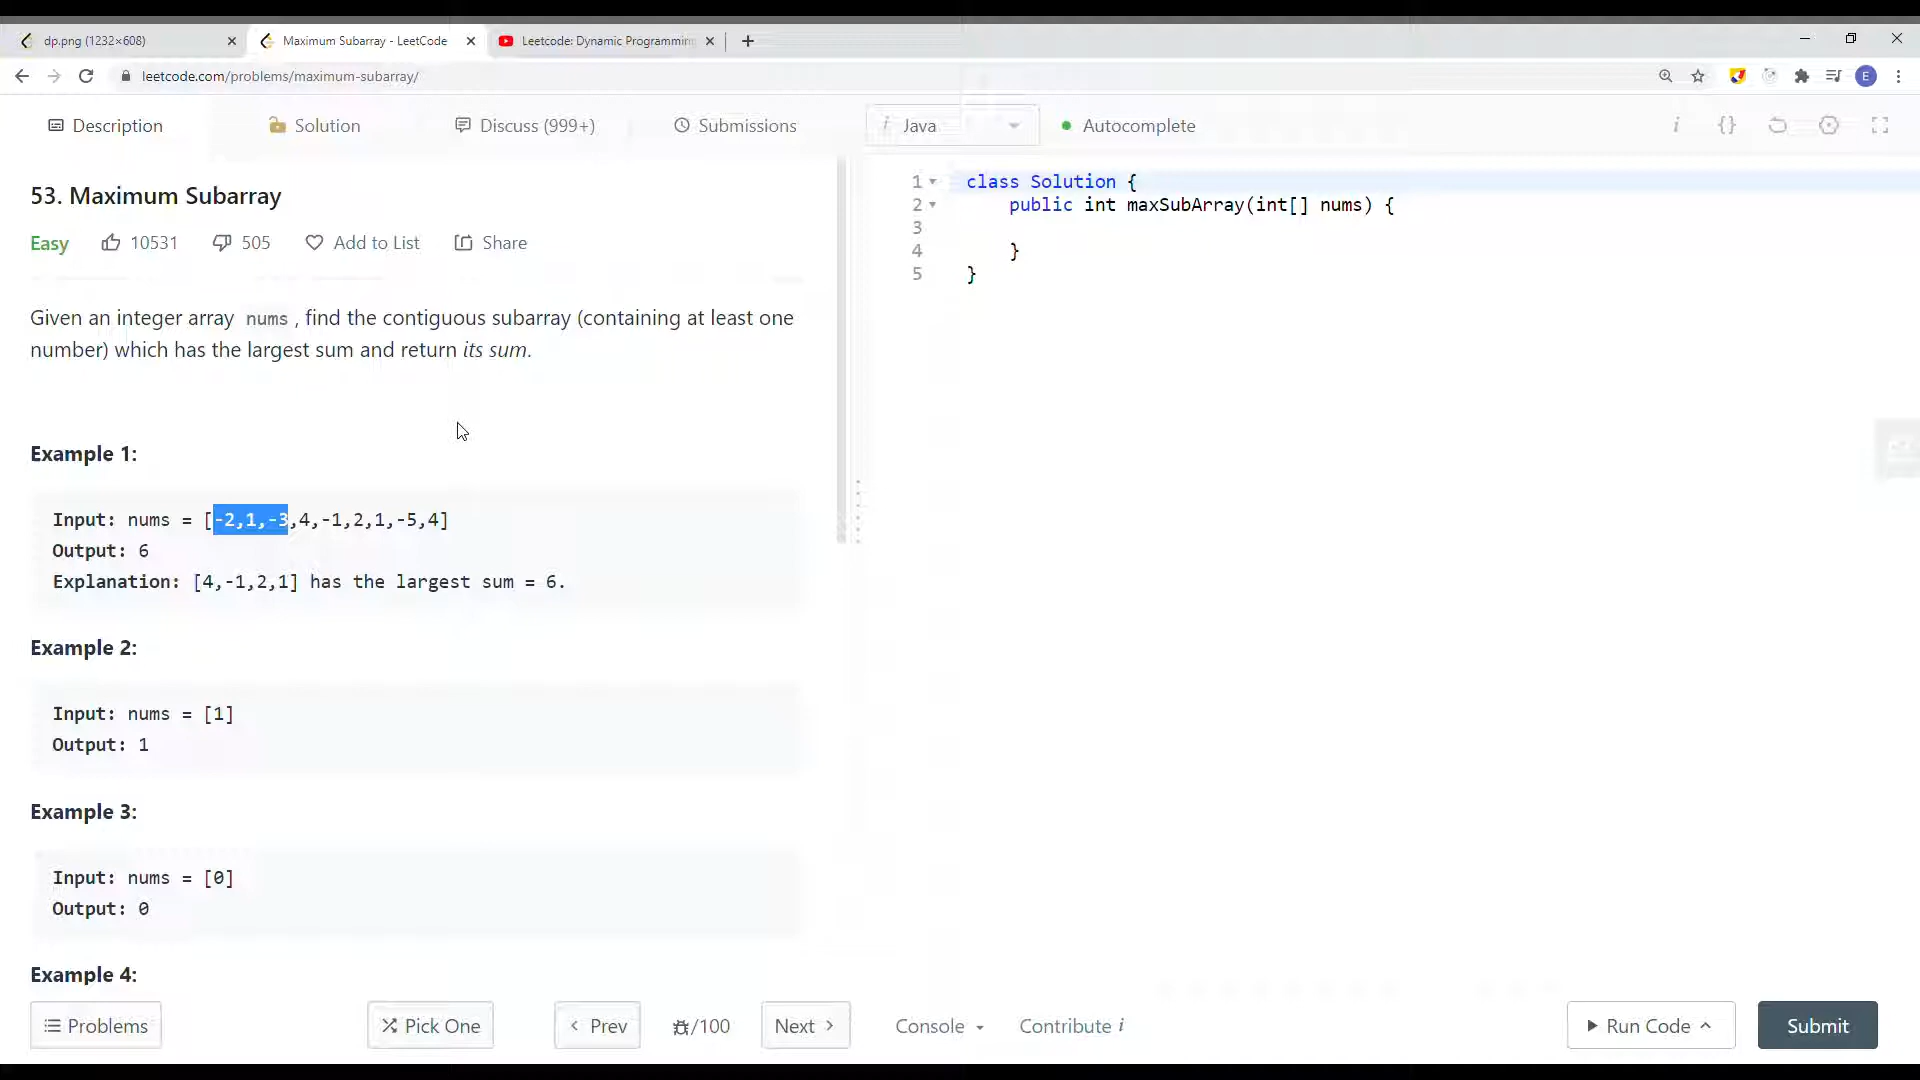 dp.png (1232×608)
Maximum Subarray - LeetCode
Leetcode: Dynamic Programmin
leetcode.com/problems/maximum-subarray/
E
Description
Solution
Discuss (999+)
Submissions
i Java
Autocomplete
i {}
53. Maximum Subarray
Easy 10531 505 Add to List Share
Given an integer array nums , find the contiguous subarray (containing at least one
number) which has the largest sum and return its sum.
Example 1:
Input: nums = [-2,1,-3,4,-1,2,1,-5,4]
Output: 6
Explanation: [4,-1,2,1] has the largest sum = 6.
Example 2:
Input: nums = [1]
Output: 1
Example 3:
Input: nums = [0]
Output: 0
Example 4:
1 class Solution {
2 public int maxSubArray(int[] nums) {
3
4 }
5 }
Problems
Pick One
Prev
/100
Next
Console
Contribute i
Run Code
Submit